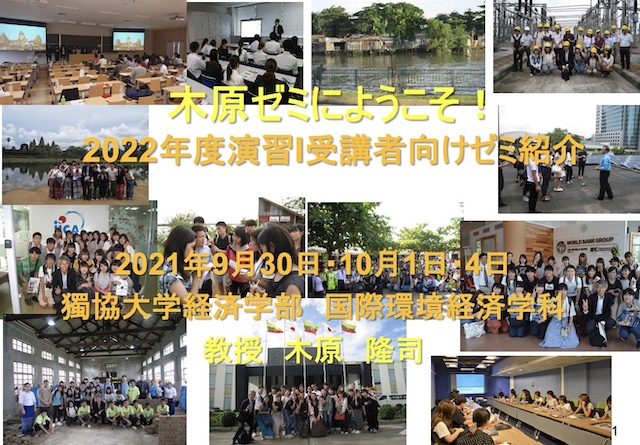 木原ゼミにようこそ！
2022年度演習I受講者向けゼミ紹介
jica
WORLD BANK GROUP
2021年9月30日・10月1日・4日
獨協大学経済学部　国際環境経済学科
教授　木原　隆司
1